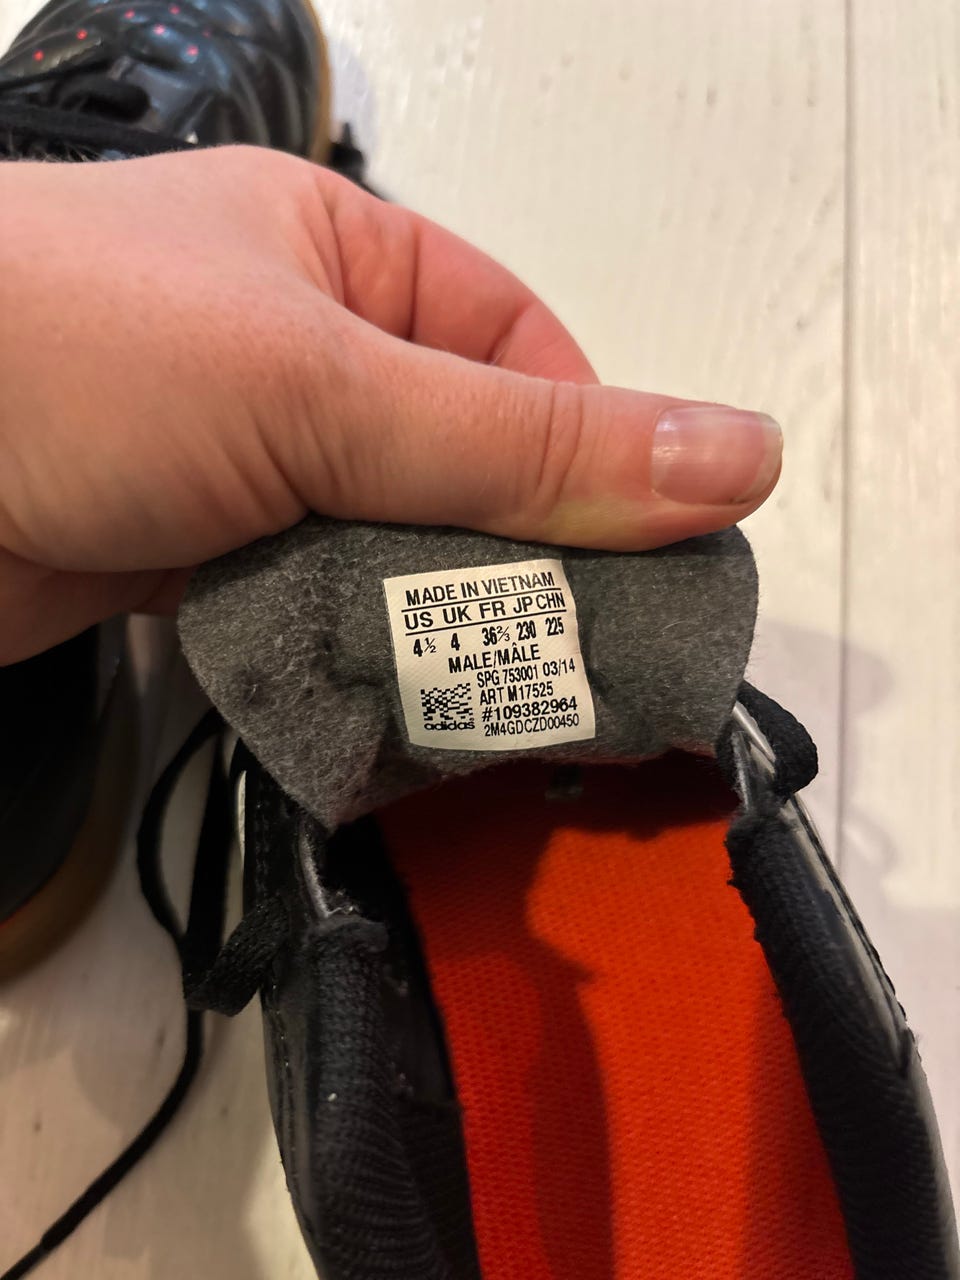 MADE IN VIETNAM
US UK FR JP CHN
4½ 4 36⅔ 230 225
MALE/MÂLE
SPG 753001 03/14
ART M17525
#109382964
adidas 2M4GDCZD00450